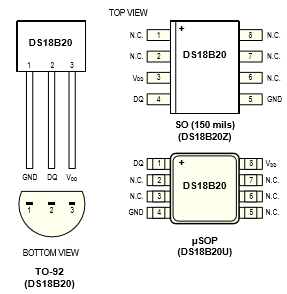 TOP VIEW
DS18B20
1 2 3
GND DQ VDD
1 2 3
BOTTOM VIEW
TO-92
(DS18B20)
+
DS18B20
N.C. 1 8 N.C.
N.C. 2 7 N.C.
VDD 3 6 N.C.
DQ 4 5 GND
SO (150 mils)
(DS18B20Z)
+
DS18B20
DQ 1 8 VDD
N.C. 2 7 N.C.
N.C. 3 6 N.C.
GND 4 5 N.C.
µSOP
(DS18B20U)